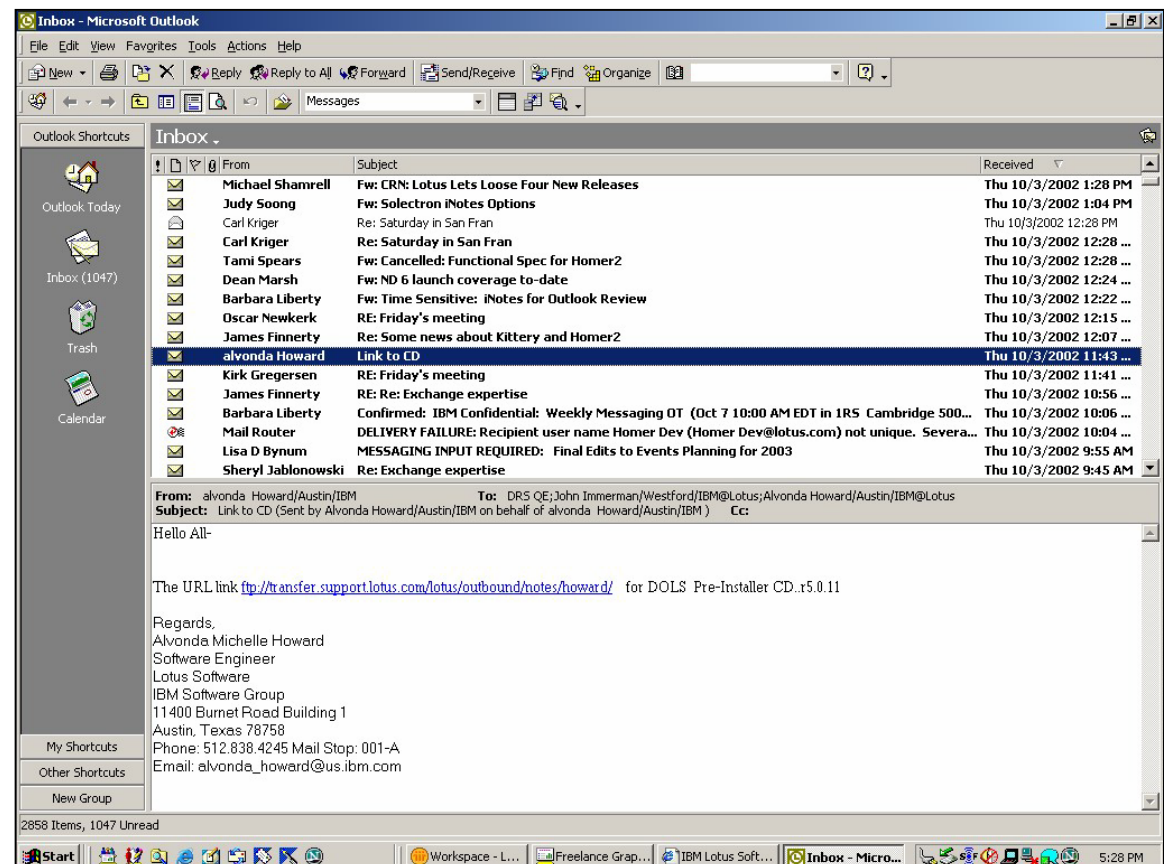 Inbox - Microsoft Outlook
File Edit View Favorites Tools Actions Help
New Reply Reply to All Forward Send/Receive Find Organize
Messages
Outlook Shortcuts Inbox
! From Subject Received
Michael Shamrell Fw: CRN: Lotus Lets Loose Four New Releases Thu 10/3/2002 1:28 PM
Judy Soong Fw: Solectron iNotes Options Thu 10/3/2002 1:04 PM
Carl Kriger Re: Saturday in San Fran Thu 10/3/2002 12:28 PM
Carl Kriger Re: Saturday in San Fran Thu 10/3/2002 12:28 ...
Tami Spears Fw: Cancelled: Functional Spec for Homer2 Thu 10/3/2002 12:28 ...
Dean Marsh Fw: ND 6 launch coverage to-date Thu 10/3/2002 12:24 ...
Barbara Liberty Fw: Time Sensitive: iNotes for Outlook Review Thu 10/3/2002 12:22 ...
Oscar Newkerk RE: Friday's meeting Thu 10/3/2002 12:15 ...
James Finnerty Re: Some news about Kittery and Homer2 Thu 10/3/2002 12:07 ...
alvonda Howard Link to CD Thu 10/3/2002 11:43 ...
Kirk Gregersen RE: Friday's meeting Thu 10/3/2002 11:41 ...
James Finnerty RE: Re: Exchange expertise Thu 10/3/2002 10:56 ...
Barbara Liberty Confirmed: IBM Confidential: Weekly Messaging OT (Oct 7 10:00 AM EDT in 1RS Cambridge 500... Thu 10/3/2002 10:06 ...
Mail Router DELIVERY FAILURE: Recipient user name Homer Dev (Homer Dev@lotus.com) not unique. Severa... Thu 10/3/2002 10:04 ...
Lisa D Bynum MESSAGING INPUT REQUIRED: Final Edits to Events Planning for 2003 Thu 10/3/2002 9:55 AM
Sheryl Jablonowski Re: Exchange expertise Thu 10/3/2002 9:45 AM
Outlook Today
Inbox (1047)
Trash
Calendar
My Shortcuts
Other Shortcuts
New Group
From: alvonda Howard/Austin/IBM To: DRS QE;John Immerman/Westford/IBM@Lotus;Alvonda Howard/Austin/IBM@Lotus
Subject: Link to CD (Sent by Alvonda Howard/Austin/IBM on behalf of alvonda Howard/Austin/IBM ) Cc:
Hello All-
The URL link ftp://transfer.support.lotus.com/lotus/outbound/notes/howard/ for DOLS Pre-Installer CD..r5.0.11
Regards,
Alvonda Michelle Howard
Software Engineer
Lotus Software
IBM Software Group
11400 Burnet Road Building 1
Austin, Texas 78758
Phone: 512.838.4245 Mail Stop: 001-A
Email: alvonda_howard@us.ibm.com
2858 Items, 1047 Unread
Start Workspace - L... Freelance Grap... IBM Lotus Soft... Inbox - Micro... 5:28 PM